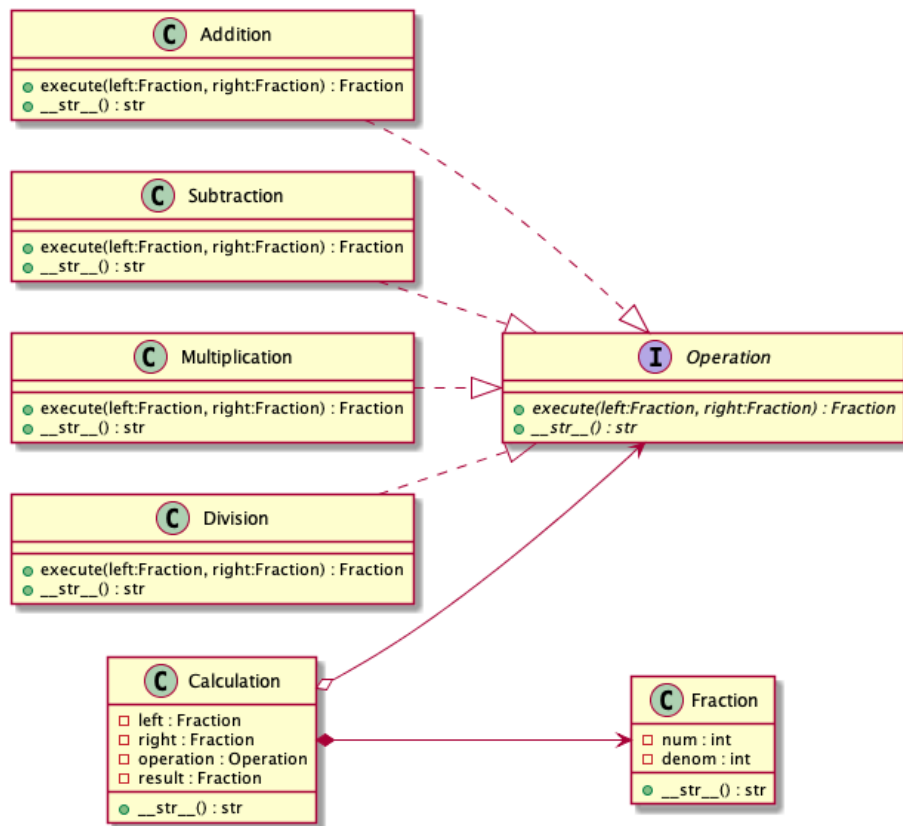 C Addition
execute(left:Fraction, right:Fraction) : Fraction
__str__() : str
C Subtraction
execute(left:Fraction, right:Fraction) : Fraction
__str__() : str
C Multiplication
execute(left:Fraction, right:Fraction) : Fraction
__str__() : str
I Operation
execute(left:Fraction, right:Fraction) : Fraction
__str__() : str
C Division
execute(left:Fraction, right:Fraction) : Fraction
__str__() : str
C Calculation
left : Fraction
right : Fraction
operation : Operation
result : Fraction
__str__() : str
C Fraction
num : int
denom : int
__str__() : str